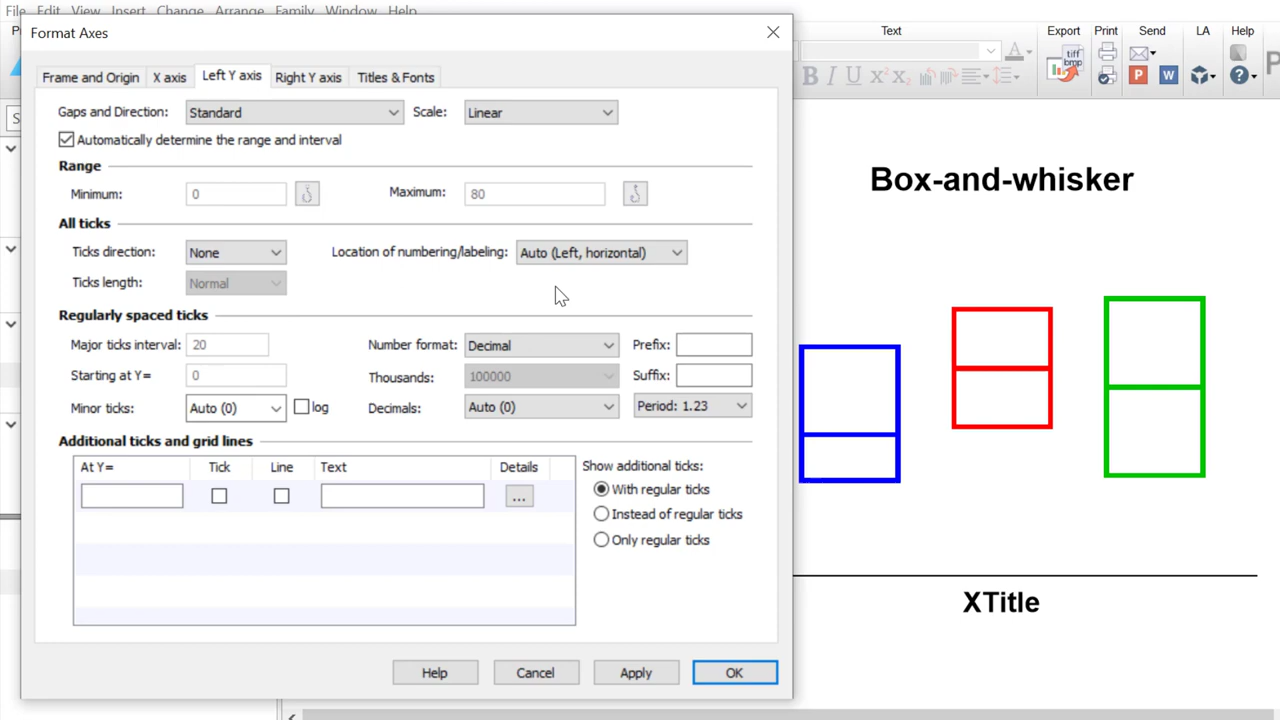 File Edit View Insert Change Arrange Family Window Help
Format Axes
Text Export Print Send LA Help
tiff
bmp
B I U X² X₂
P W ?
Frame and Origin X axis Left Y axis Right Y axis Titles & Fonts
Gaps and Direction: Standard Scale: Linear
Automatically determine the range and interval
Range
Minimum: 0 Maximum: 80
All ticks
Ticks direction: None Location of numbering/labeling: Auto (Left, horizontal)
Ticks length: Normal
Regularly spaced ticks
Major ticks interval: 20 Number format: Decimal Prefix:
Starting at Y= 0 Thousands: 100000 Suffix:
Minor ticks: Auto (0) log Decimals: Auto (0) Period: 1.23
Additional ticks and grid lines
At Y= Tick Line Text Details Show additional ticks:
...
With regular ticks
Instead of regular ticks
Only regular ticks
Help Cancel Apply OK
Box-and-whisker
XTitle